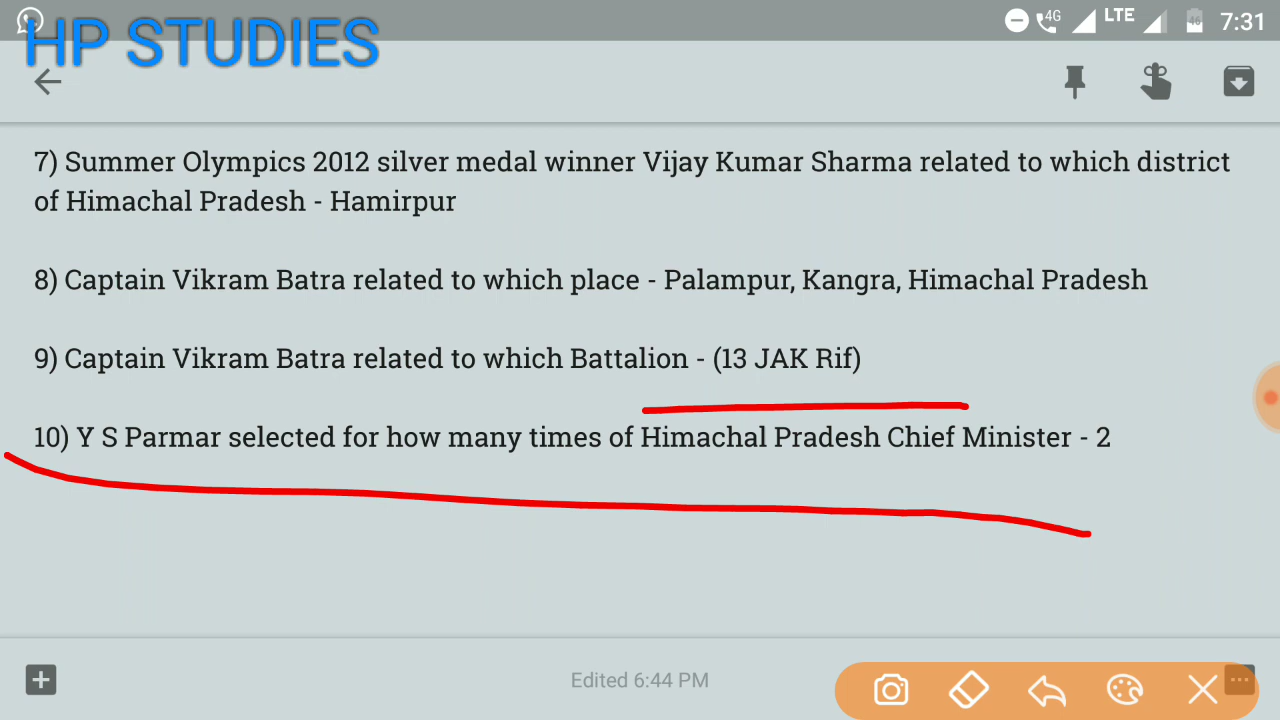 HP STUDIES
4G LTE 46 7:31
7) Summer Olympics 2012 silver medal winner Vijay Kumar Sharma related to which district
of Himachal Pradesh - Hamirpur
8) Captain Vikram Batra related to which place - Palampur, Kangra, Himachal Pradesh
9) Captain Vikram Batra related to which Battalion - (13 JAK Rif)
10) Y S Parmar selected for how many times of Himachal Pradesh Chief Minister - 2
Edited 6:44 PM